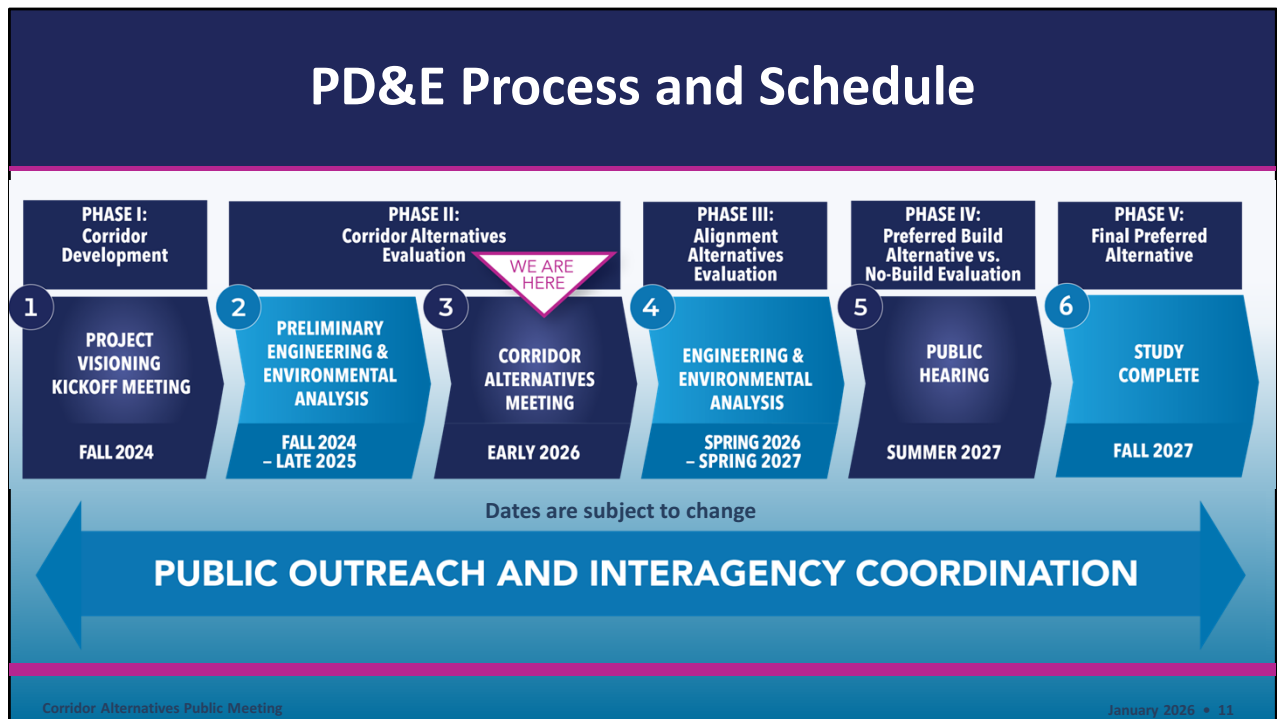 PD&E Process and Schedule
PHASE I:
Corridor
Development
PHASE II:
Corridor Alternatives
Evaluation
WE ARE
HERE
PHASE III:
Alignment
Alternatives
Evaluation
PHASE IV:
Preferred Build
Alternative vs.
No-Build Evaluation
PHASE V:
Final Preferred
Alternative
1
PROJECT
VISIONING
KICKOFF MEETING
FALL 2024
2
PRELIMINARY
ENGINEERING &
ENVIRONMENTAL
ANALYSIS
FALL 2024
– LATE 2025
3
CORRIDOR
ALTERNATIVES
MEETING
EARLY 2026
4
ENGINEERING &
ENVIRONMENTAL
ANALYSIS
SPRING 2026
– SPRING 2027
5
PUBLIC
HEARING
SUMMER 2027
6
STUDY
COMPLETE
FALL 2027
Dates are subject to change
PUBLIC OUTREACH AND INTERAGENCY COORDINATION
Corridor Alternatives Public Meeting
January 2026 • 11